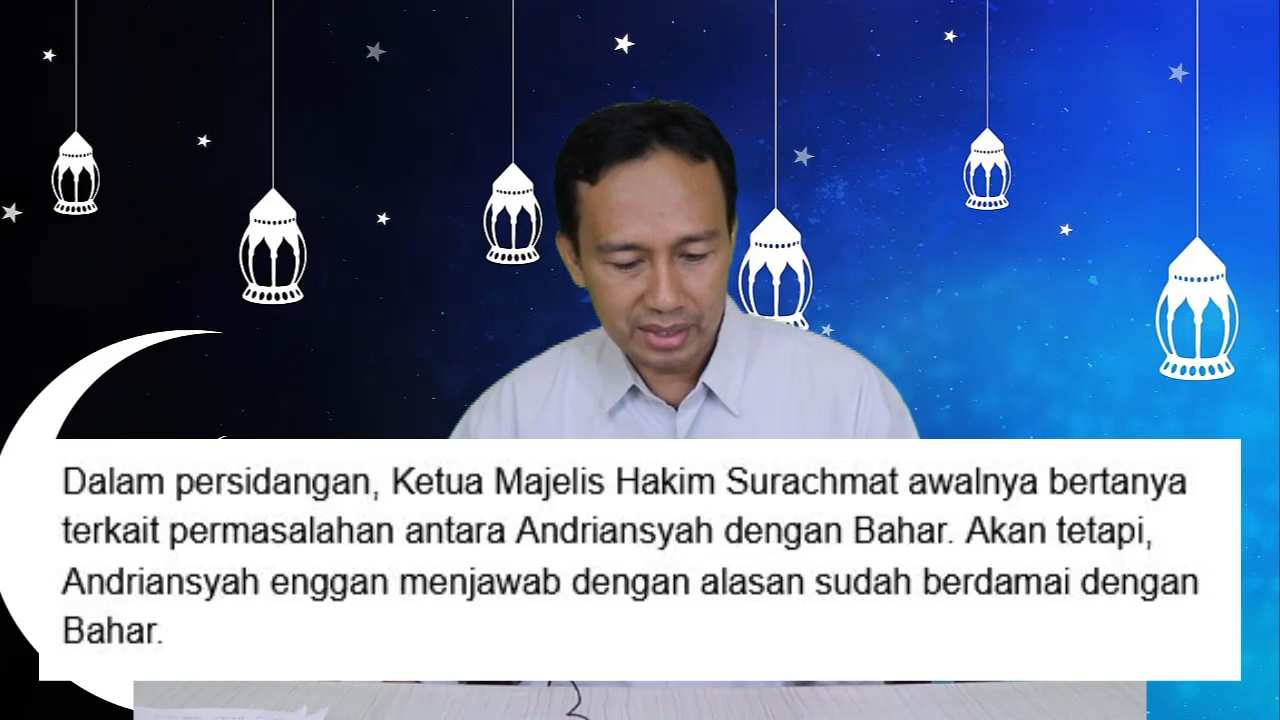 Dalam persidangan, Ketua Majelis Hakim Surachmat awalnya bertanya
terkait permasalahan antara Andriansyah dengan Bahar. Akan tetapi,
Andriansyah enggan menjawab dengan alasan sudah berdamai dengan
Bahar.